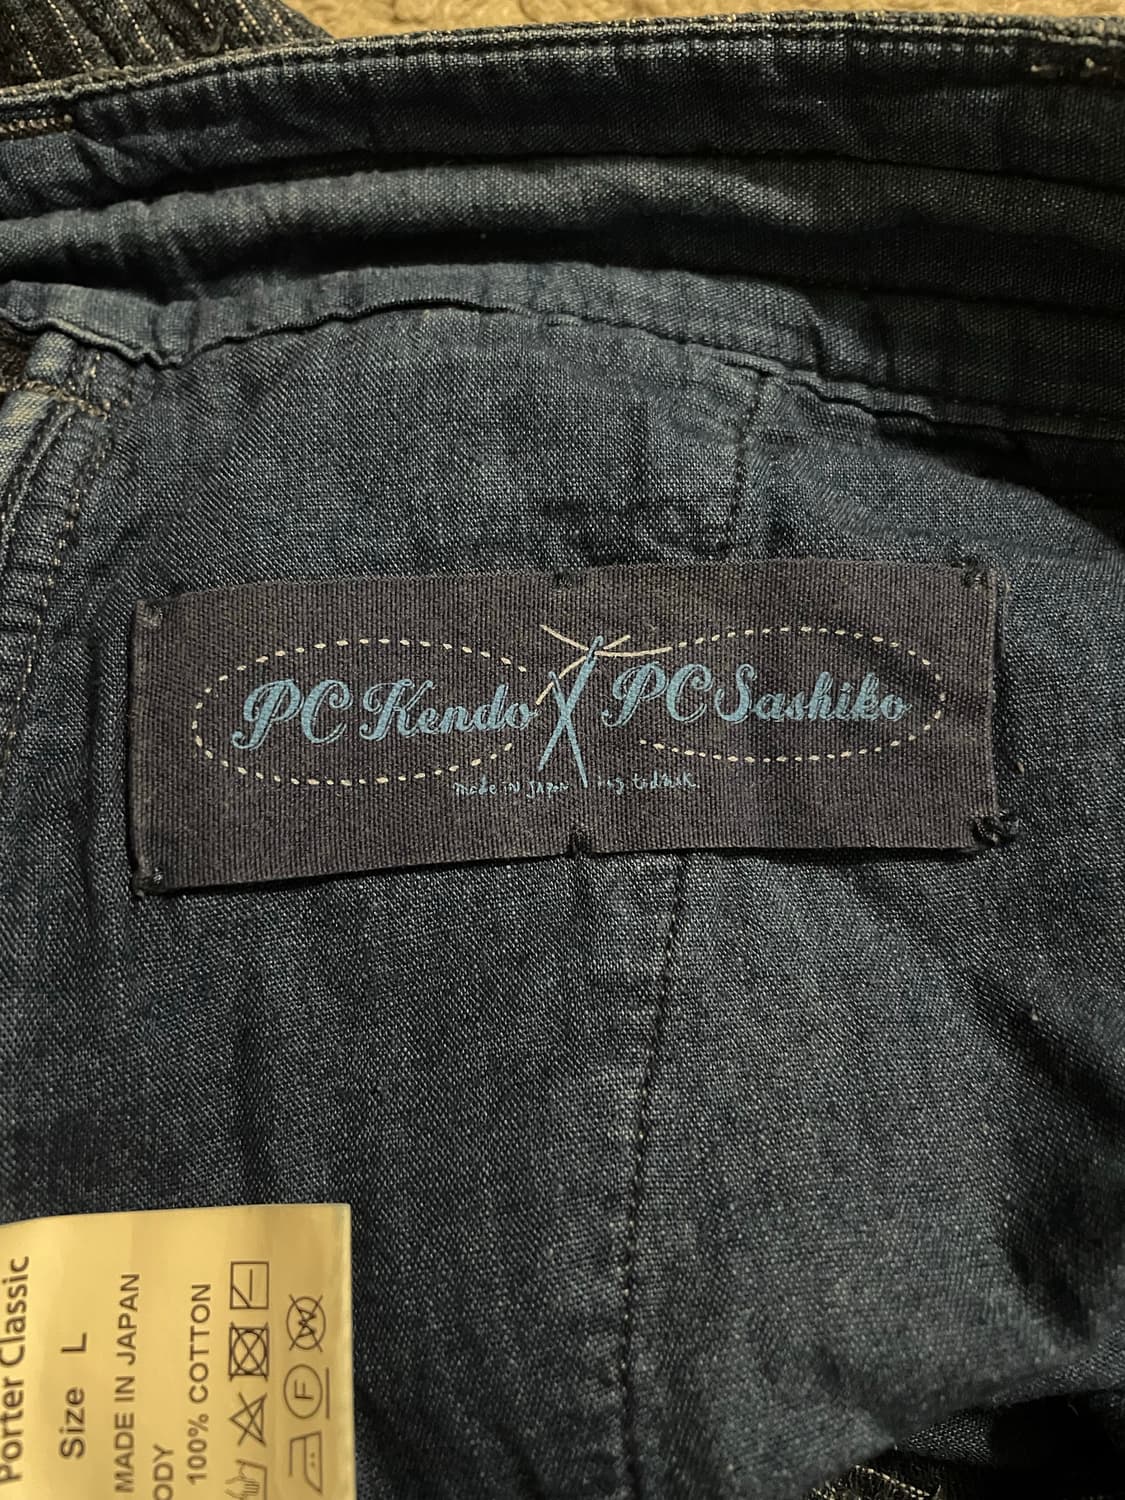 PC Kendo PC Sashiko
made in JAPAN
Porter Classic
Size L
MADE IN JAPAN
ODY
100% COTTON
F
W